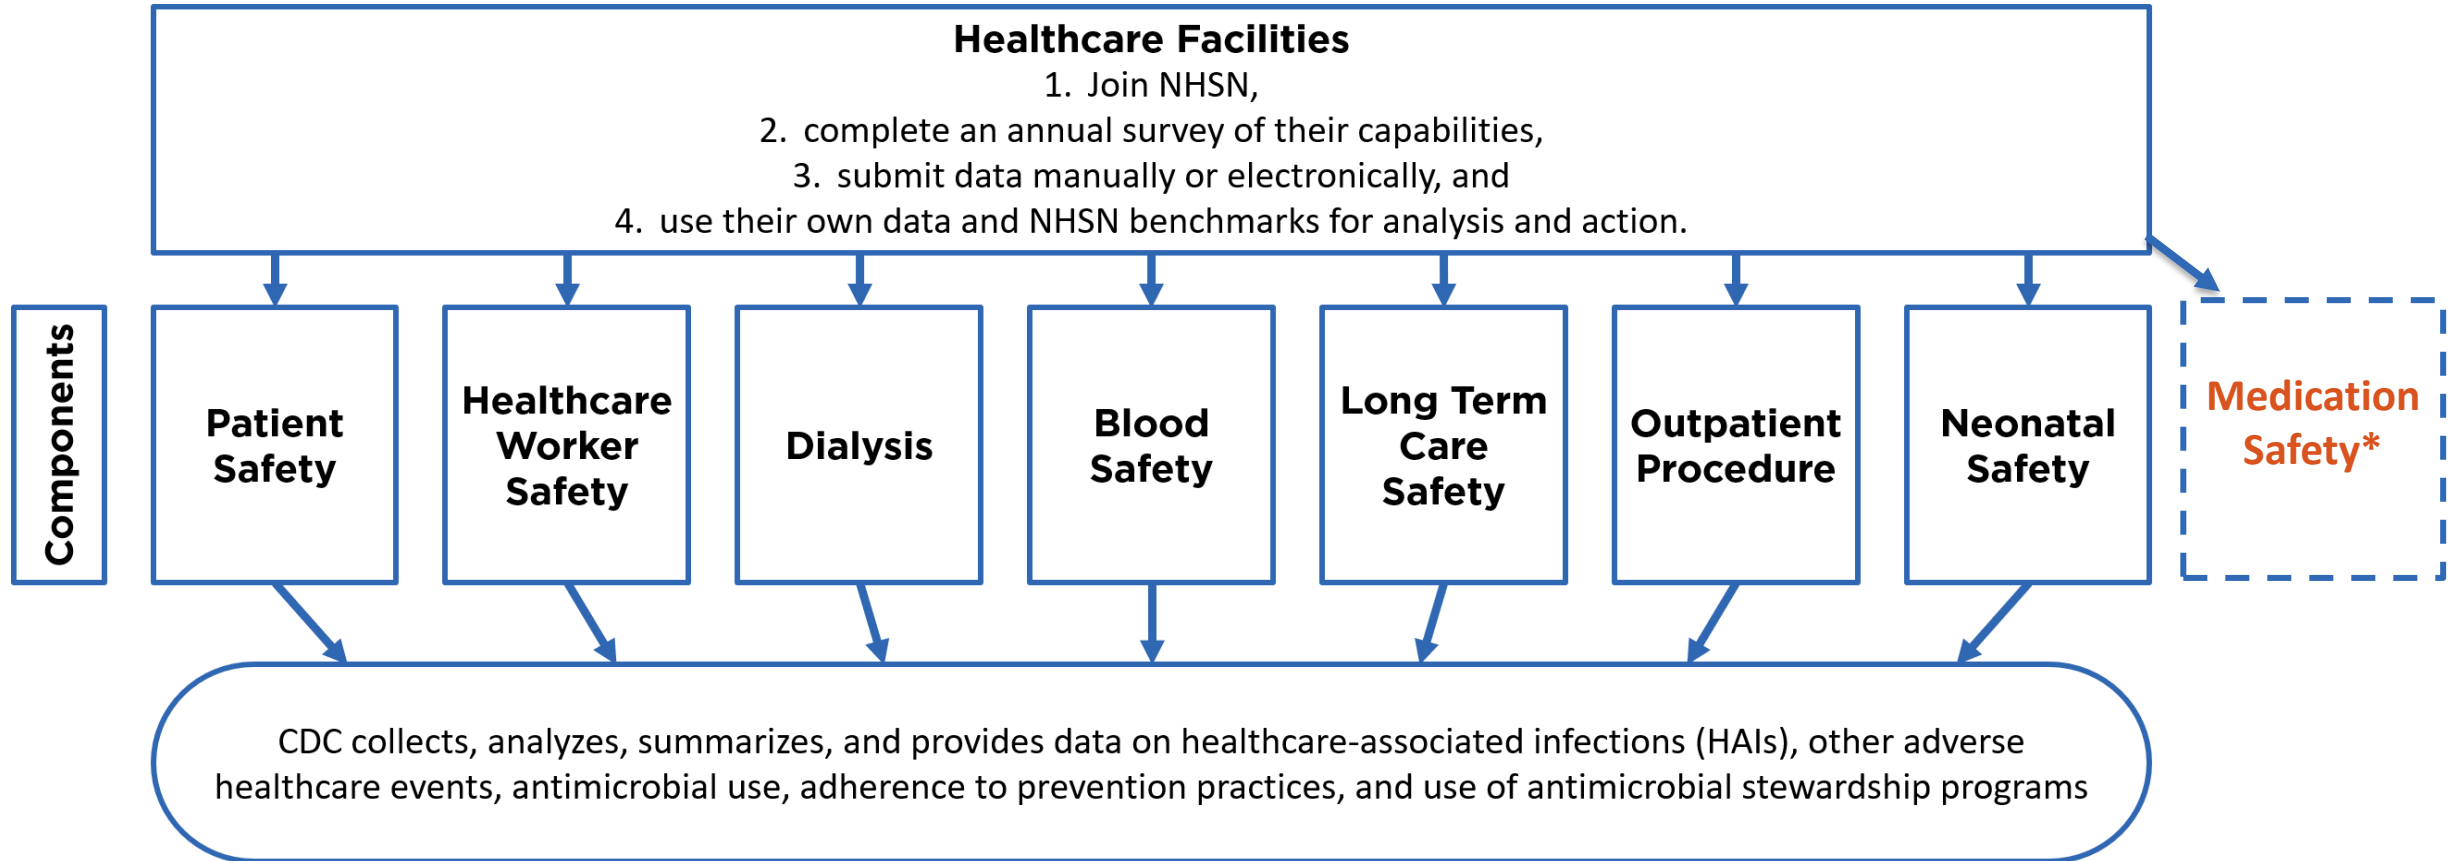 Healthcare Facilities
1. Join NHSN,
2. complete an annual survey of their capabilities,
3. submit data manually or electronically, and
4. use their own data and NHSN benchmarks for analysis and action.
Components
Patient
Safety
Healthcare
Worker
Safety
Dialysis
Blood
Safety
Long Term
Care
Safety
Outpatient
Procedure
Neonatal
Safety
Medication
Safety*
CDC collects, analyzes, summarizes, and provides data on healthcare-associated infections (HAIs), other adverse
healthcare events, antimicrobial use, adherence to prevention practices, and use of antimicrobial stewardship programs